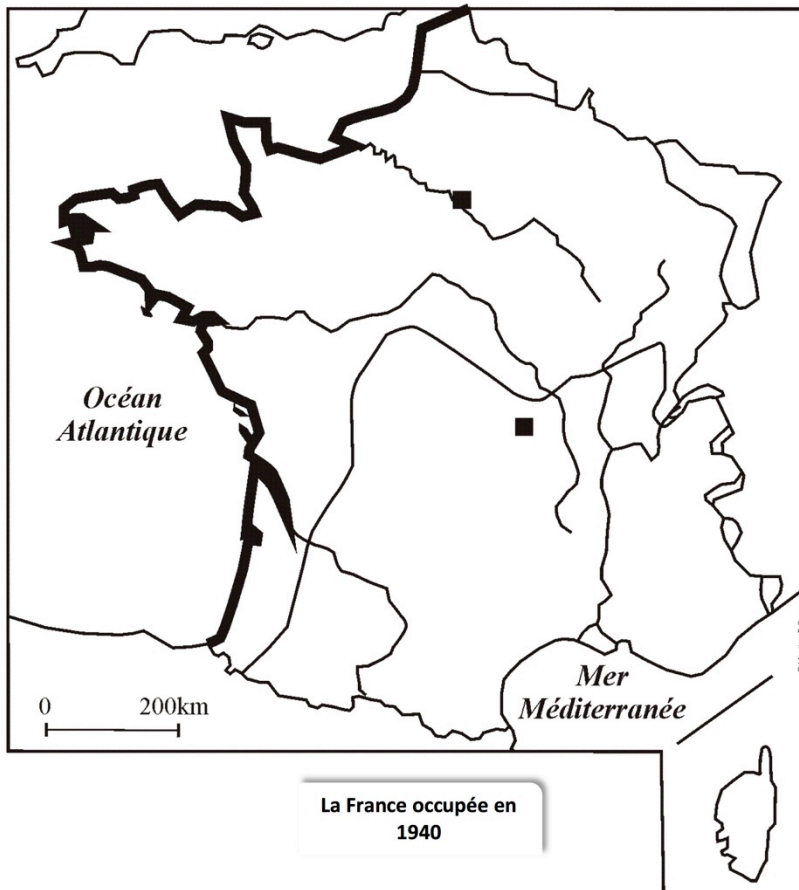 Océan
Atlantique
Mer
Méditerranée
0 200km
La France occupée en
1940